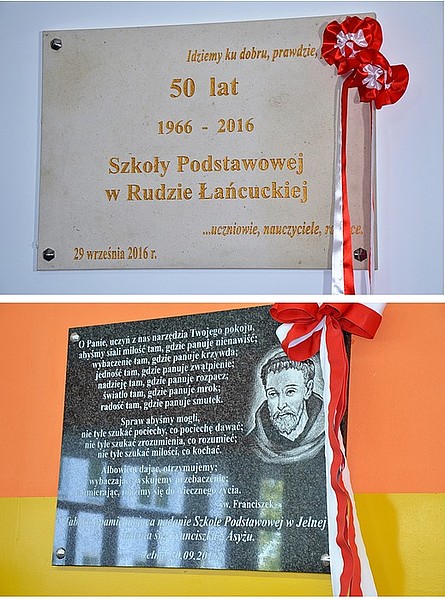 Idziemy ku dobru, prawdzie,
50 lat
1966 - 2016
Szkoły Podstawowej
w Rudzie Łańcuckiej
...uczniowie, nauczyciele,
29 września 2016 r.
O Panie, uczyń z nas narzędzia Twojego pokoju,
abyśmy siali miłość tam, gdzie panuje nienawiść;
wybaczenie tam, gdzie panuje krzywda;
jedność tam, gdzie panuje zwątpienie;
nadzieję tam, gdzie panuje rozpacz;
światło tam, gdzie panuje mrok;
radość tam, gdzie panuje smutek.
Spraw abyśmy mogli,
nie tyle szukać pociechy, co pociechę dawać;
nie tyle szukać zrozumienia, co rozumieć;
nie tyle szukać miłości, co kochać.
Albowiem dając, otrzymujemy;
wybaczając, zyskujemy przebaczenie;
umierając, rodzimy się do wiecznego życia.
św. Franciszek
nadanie Szkole Podstawowej w Jelnej
Asyżu.